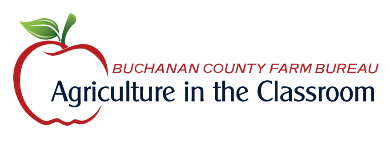 BUCHANAN COUNTY FARM BUREAU
Agriculture in the Classroom